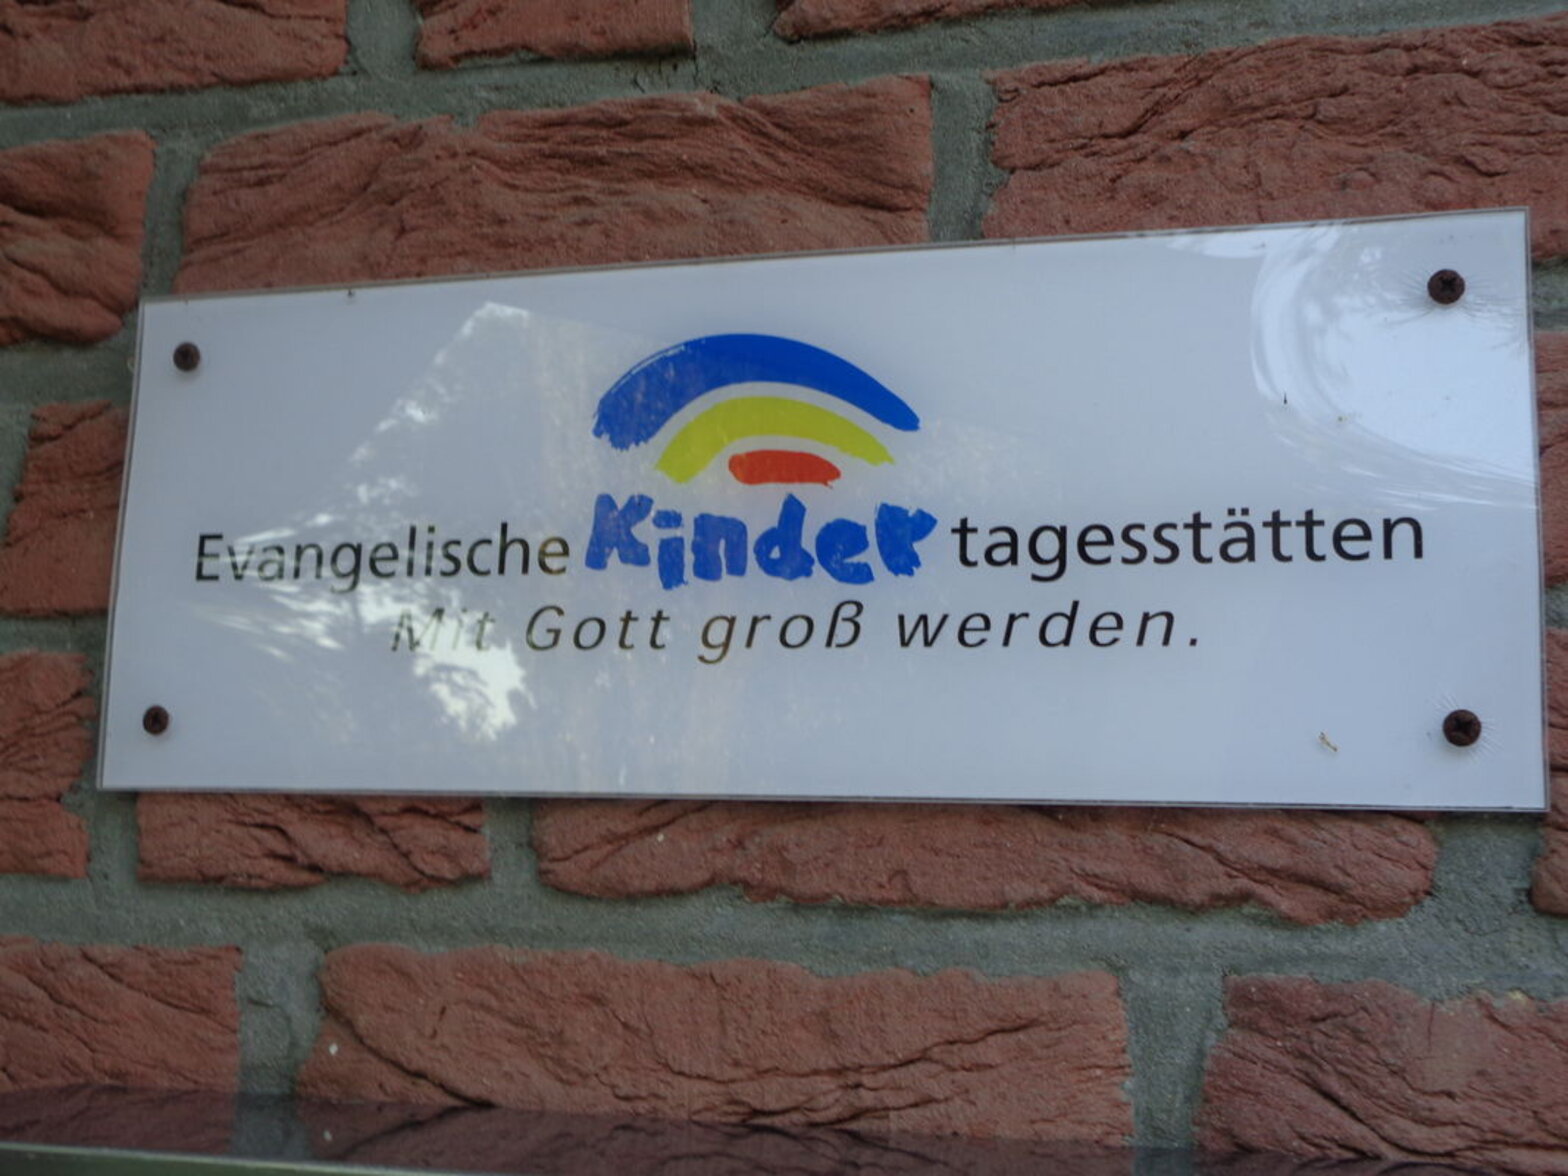 Evangelische Kindertagesstätten
Mit Gott groß werden.